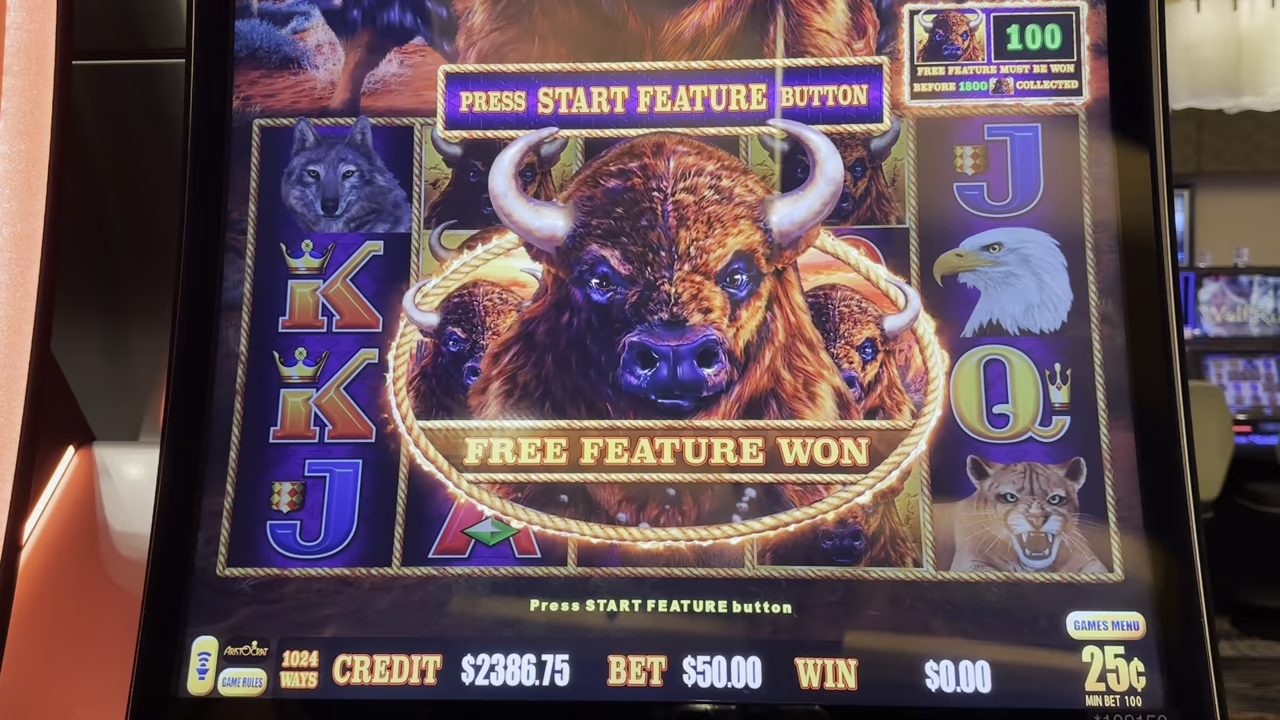 100
FREE FEATURE MUST BE WON
BEFORE 1800 COLLECTED
PRESS START FEATURE BUTTON
J
K
K
Q
J
A
FREE FEATURE WON
Press START FEATURE button
GAMES MENU
ARISTOCRAT
GAME RULES
1024
WAYS
CREDIT $2386.75 BET $50.00 WIN $0.00
25¢
MIN BET 100